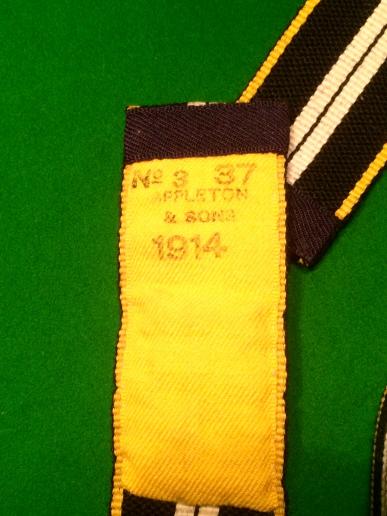 Nº 3 37
APPLETON
& SONS
1914